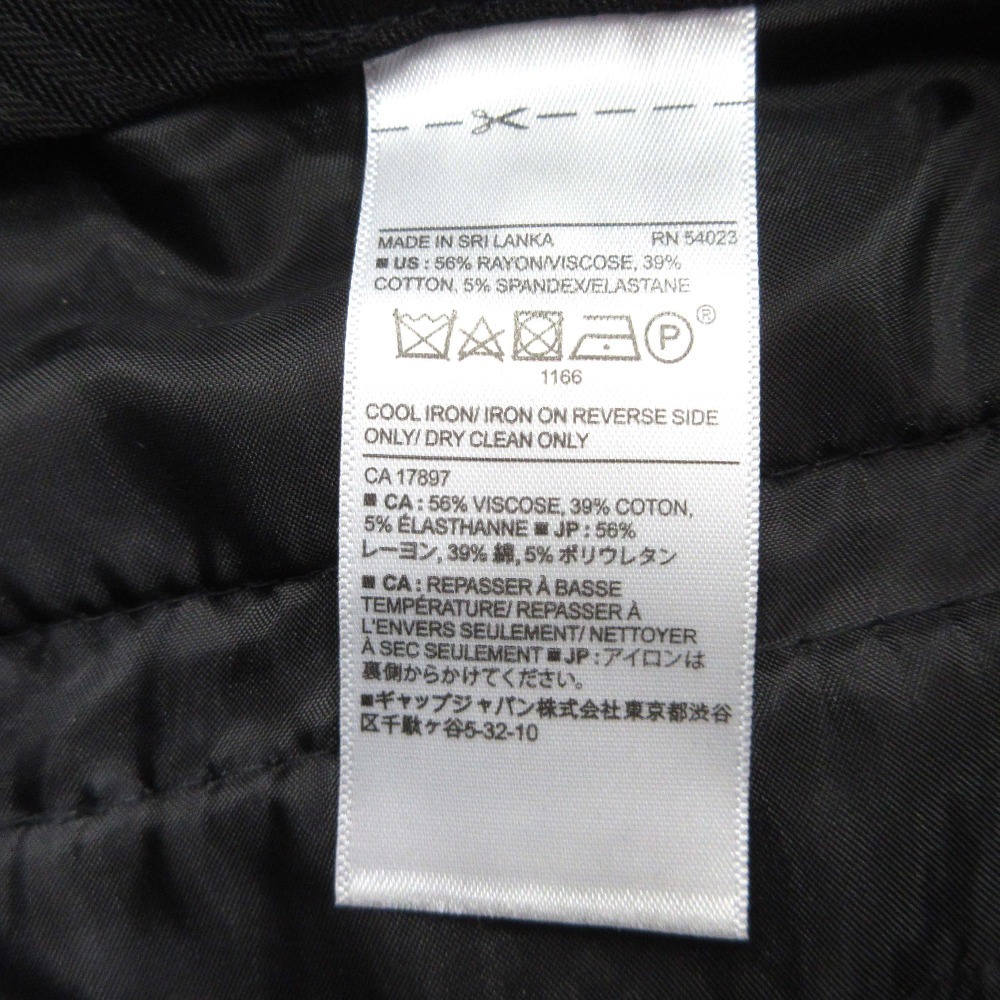 MADE IN SRI LANKA RN 54023
■ US : 56% RAYON/VISCOSE, 39%
COTTON, 5% SPANDEX/ELASTANE
P ®
1166
COOL IRON/ IRON ON REVERSE SIDE
ONLY/ DRY CLEAN ONLY
CA 17897
■ CA : 56% VISCOSE, 39% COTON,
5% ÉLASTHANNE ■ JP : 56%
レーヨン, 39% 綿, 5% ポリウレタン
■ CA : REPASSER À BASSE
TEMPÉRATURE/ REPASSER À
L'ENVERS SEULEMENT/ NETTOYER
À SEC SEULEMENT ■ JP : アイロンは
裏側からかけてください。
■ギャップジャパン株式会社東京都渋谷
区千駄ヶ谷5-32-10